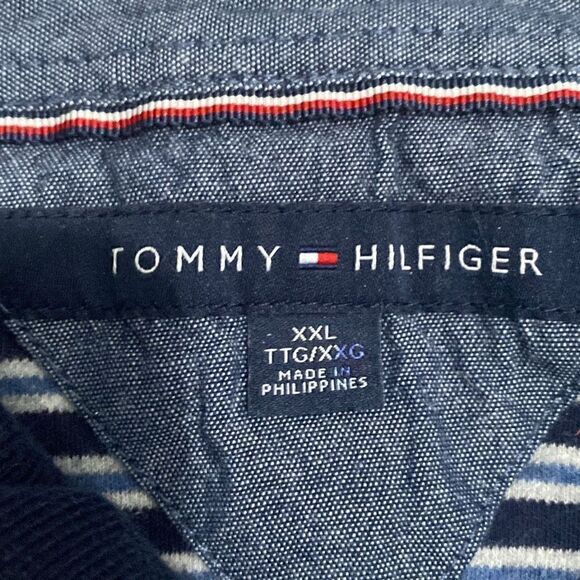 TOMMY HILFIGER
XXL
TTG/XXG
MADE IN
PHILIPPINES